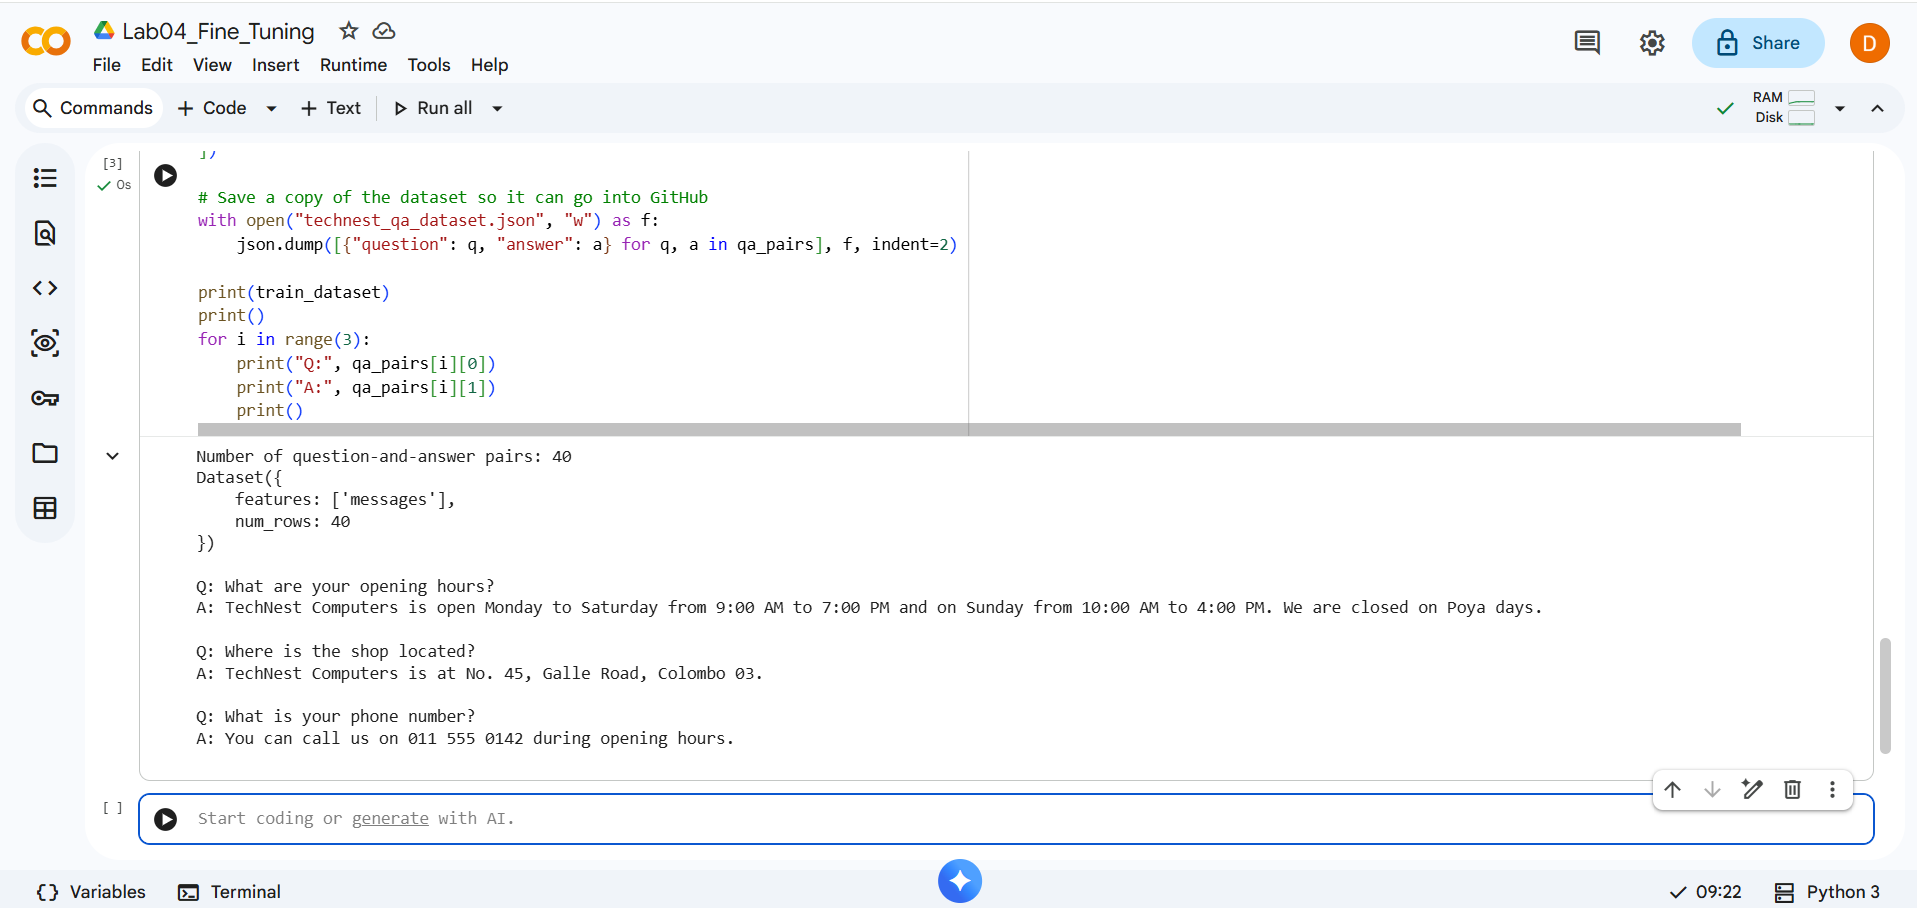 Lab04_Fine_Tuning
File Edit View Insert Runtime Tools Help
Share
D
Commands + Code + Text Run all
RAM
Disk
[3]
0s
])
# Save a copy of the dataset so it can go into GitHub
with open("technest_qa_dataset.json", "w") as f:
    json.dump([{"question": q, "answer": a} for q, a in qa_pairs], f, indent=2)
print(train_dataset)
print()
for i in range(3):
    print("Q:", qa_pairs[i][0])
    print("A:", qa_pairs[i][1])
    print()
Number of question-and-answer pairs: 40
Dataset({
    features: ['messages'],
    num_rows: 40
})
Q: What are your opening hours?
A: TechNest Computers is open Monday to Saturday from 9:00 AM to 7:00 PM and on Sunday from 10:00 AM to 4:00 PM. We are closed on Poya days.
Q: Where is the shop located?
A: TechNest Computers is at No. 45, Galle Road, Colombo 03.
Q: What is your phone number?
A: You can call us on 011 555 0142 during opening hours.
[ ]
Start coding or generate with AI.
{} Variables Terminal
09:22 Python 3